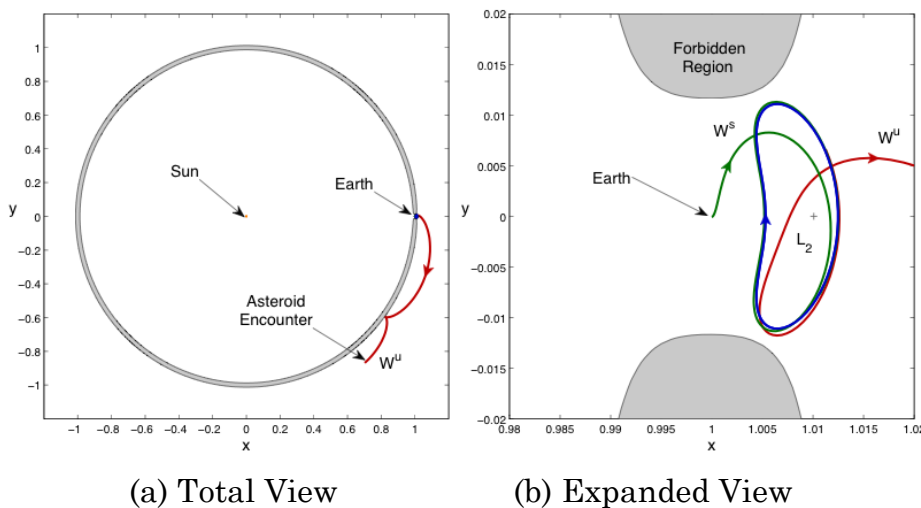 1
0.8
0.6
0.4
0.2
0
-0.2
-0.4
-0.6
-0.8
-1
y
-1 -0.8 -0.6 -0.4 -0.2 0 0.2 0.4 0.6 0.8 1
x
Sun
Earth
Asteroid
Encounter
W^u
0.02
0.015
0.01
0.005
0
-0.005
-0.01
-0.015
-0.02
y
0.98 0.985 0.99 0.995 1 1.005 1.01 1.015 1.02
x
Forbidden
Region
W^s
W^u
Earth
L_2
(a) Total View
(b) Expanded View